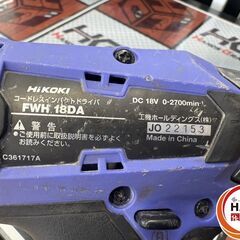 HiKOKI
コードレスインパクトドライバ
FWH 18DA
DC 18V 0-2700min⁻¹
警告
ご使用前に取扱説明書をよくお読みください。
工機ホールディングス(株)
JO 22153
Made in China
C361717A